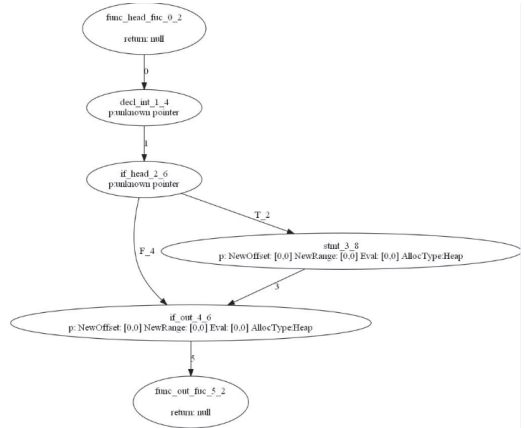 func_head_fuc_0_2
return: null
0
decl_int_1_4
p:unknown pointer
1
if_head_2_6
p:unknown pointer
T_2
F_4
stmt_3_8
p: NewOffset: [0,0] NewRange: [0,0] Eval: [0,0] AllocType:Heap
3
if_out_4_6
p: NewOffset: [0,0] NewRange: [0,0] Eval: [0,0] AllocType:Heap
5
func_out_fuc_5_2
return: null